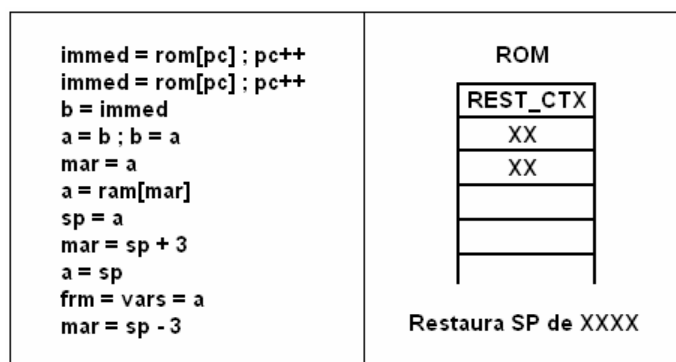 immed = rom[pc] ; pc++
immed = rom[pc] ; pc++
b = immed
a = b ; b = a
mar = a
a = ram[mar]
sp = a
mar = sp + 3
a = sp
frm = vars = a
mar = sp - 3
ROM
REST_CTX
XX
XX
Restaura SP de XXXX